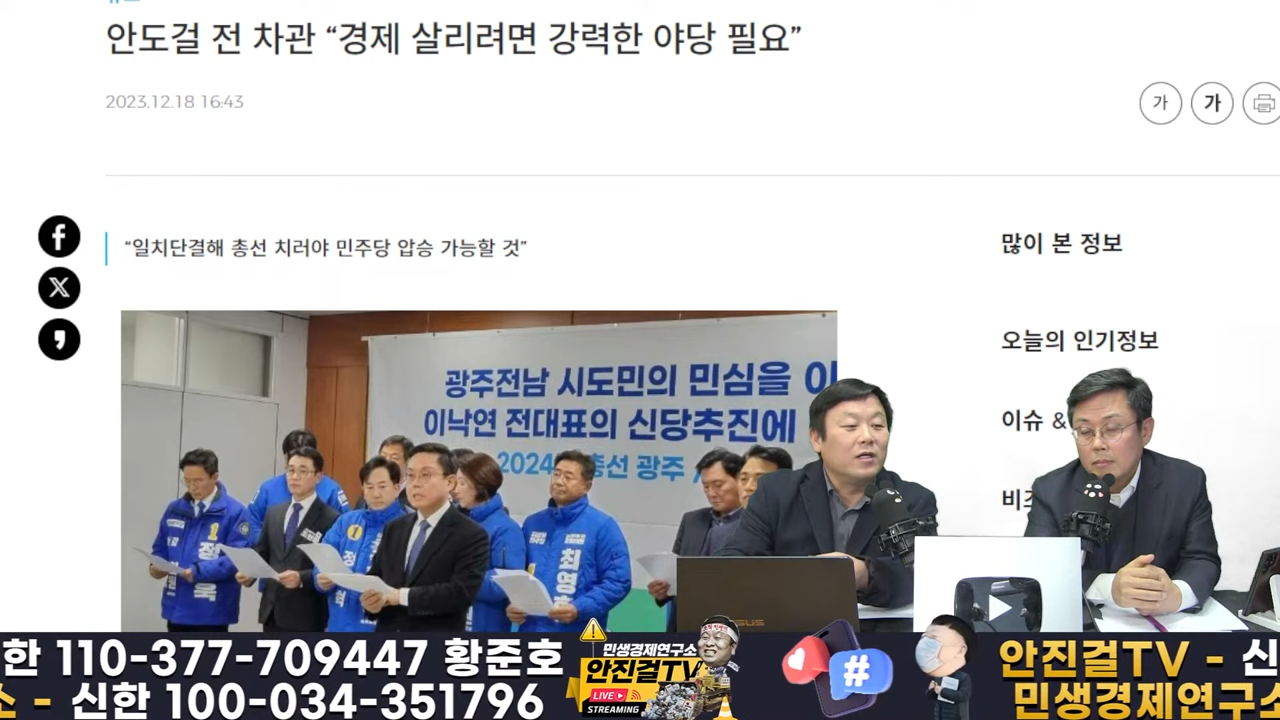 안도걸 전 차관 “경제 살리려면 강력한 야당 필요”
2023.12.18 16:43
가 가
“일치단결해 총선 치러야 민주당 압승 가능할 것”
많이 본 정보
오늘의 인기정보
이슈 &
광주전남 시도민의 민심을
이낙연 전대표의 신당추진에
2024 총선 광주
최영
ASUS
한 110-377-709447 황준호
신한 100-034-351796
민생경제연구소
안진걸TV
LIVE
STREAMING
#
안진걸TV - 신
민생경제연구소